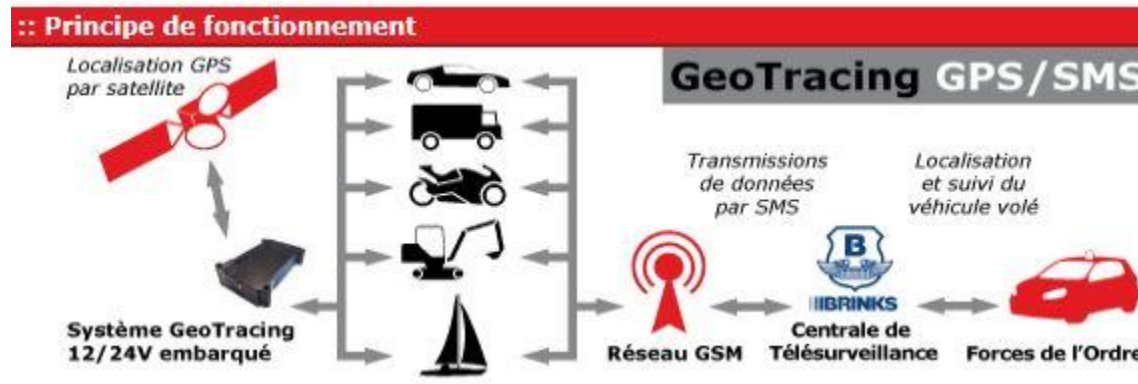 :: Principe de fonctionnement
Localisation GPS
par satellite
GeoTracing GPS/SMS
Transmissions
de données
par SMS
Localisation
et suivi du
véhicule volé
B
BRINKS
Système GeoTracing
12/24V embarqué
Réseau GSM
Centrale de
Télésurveillance
Forces de l'Ordre